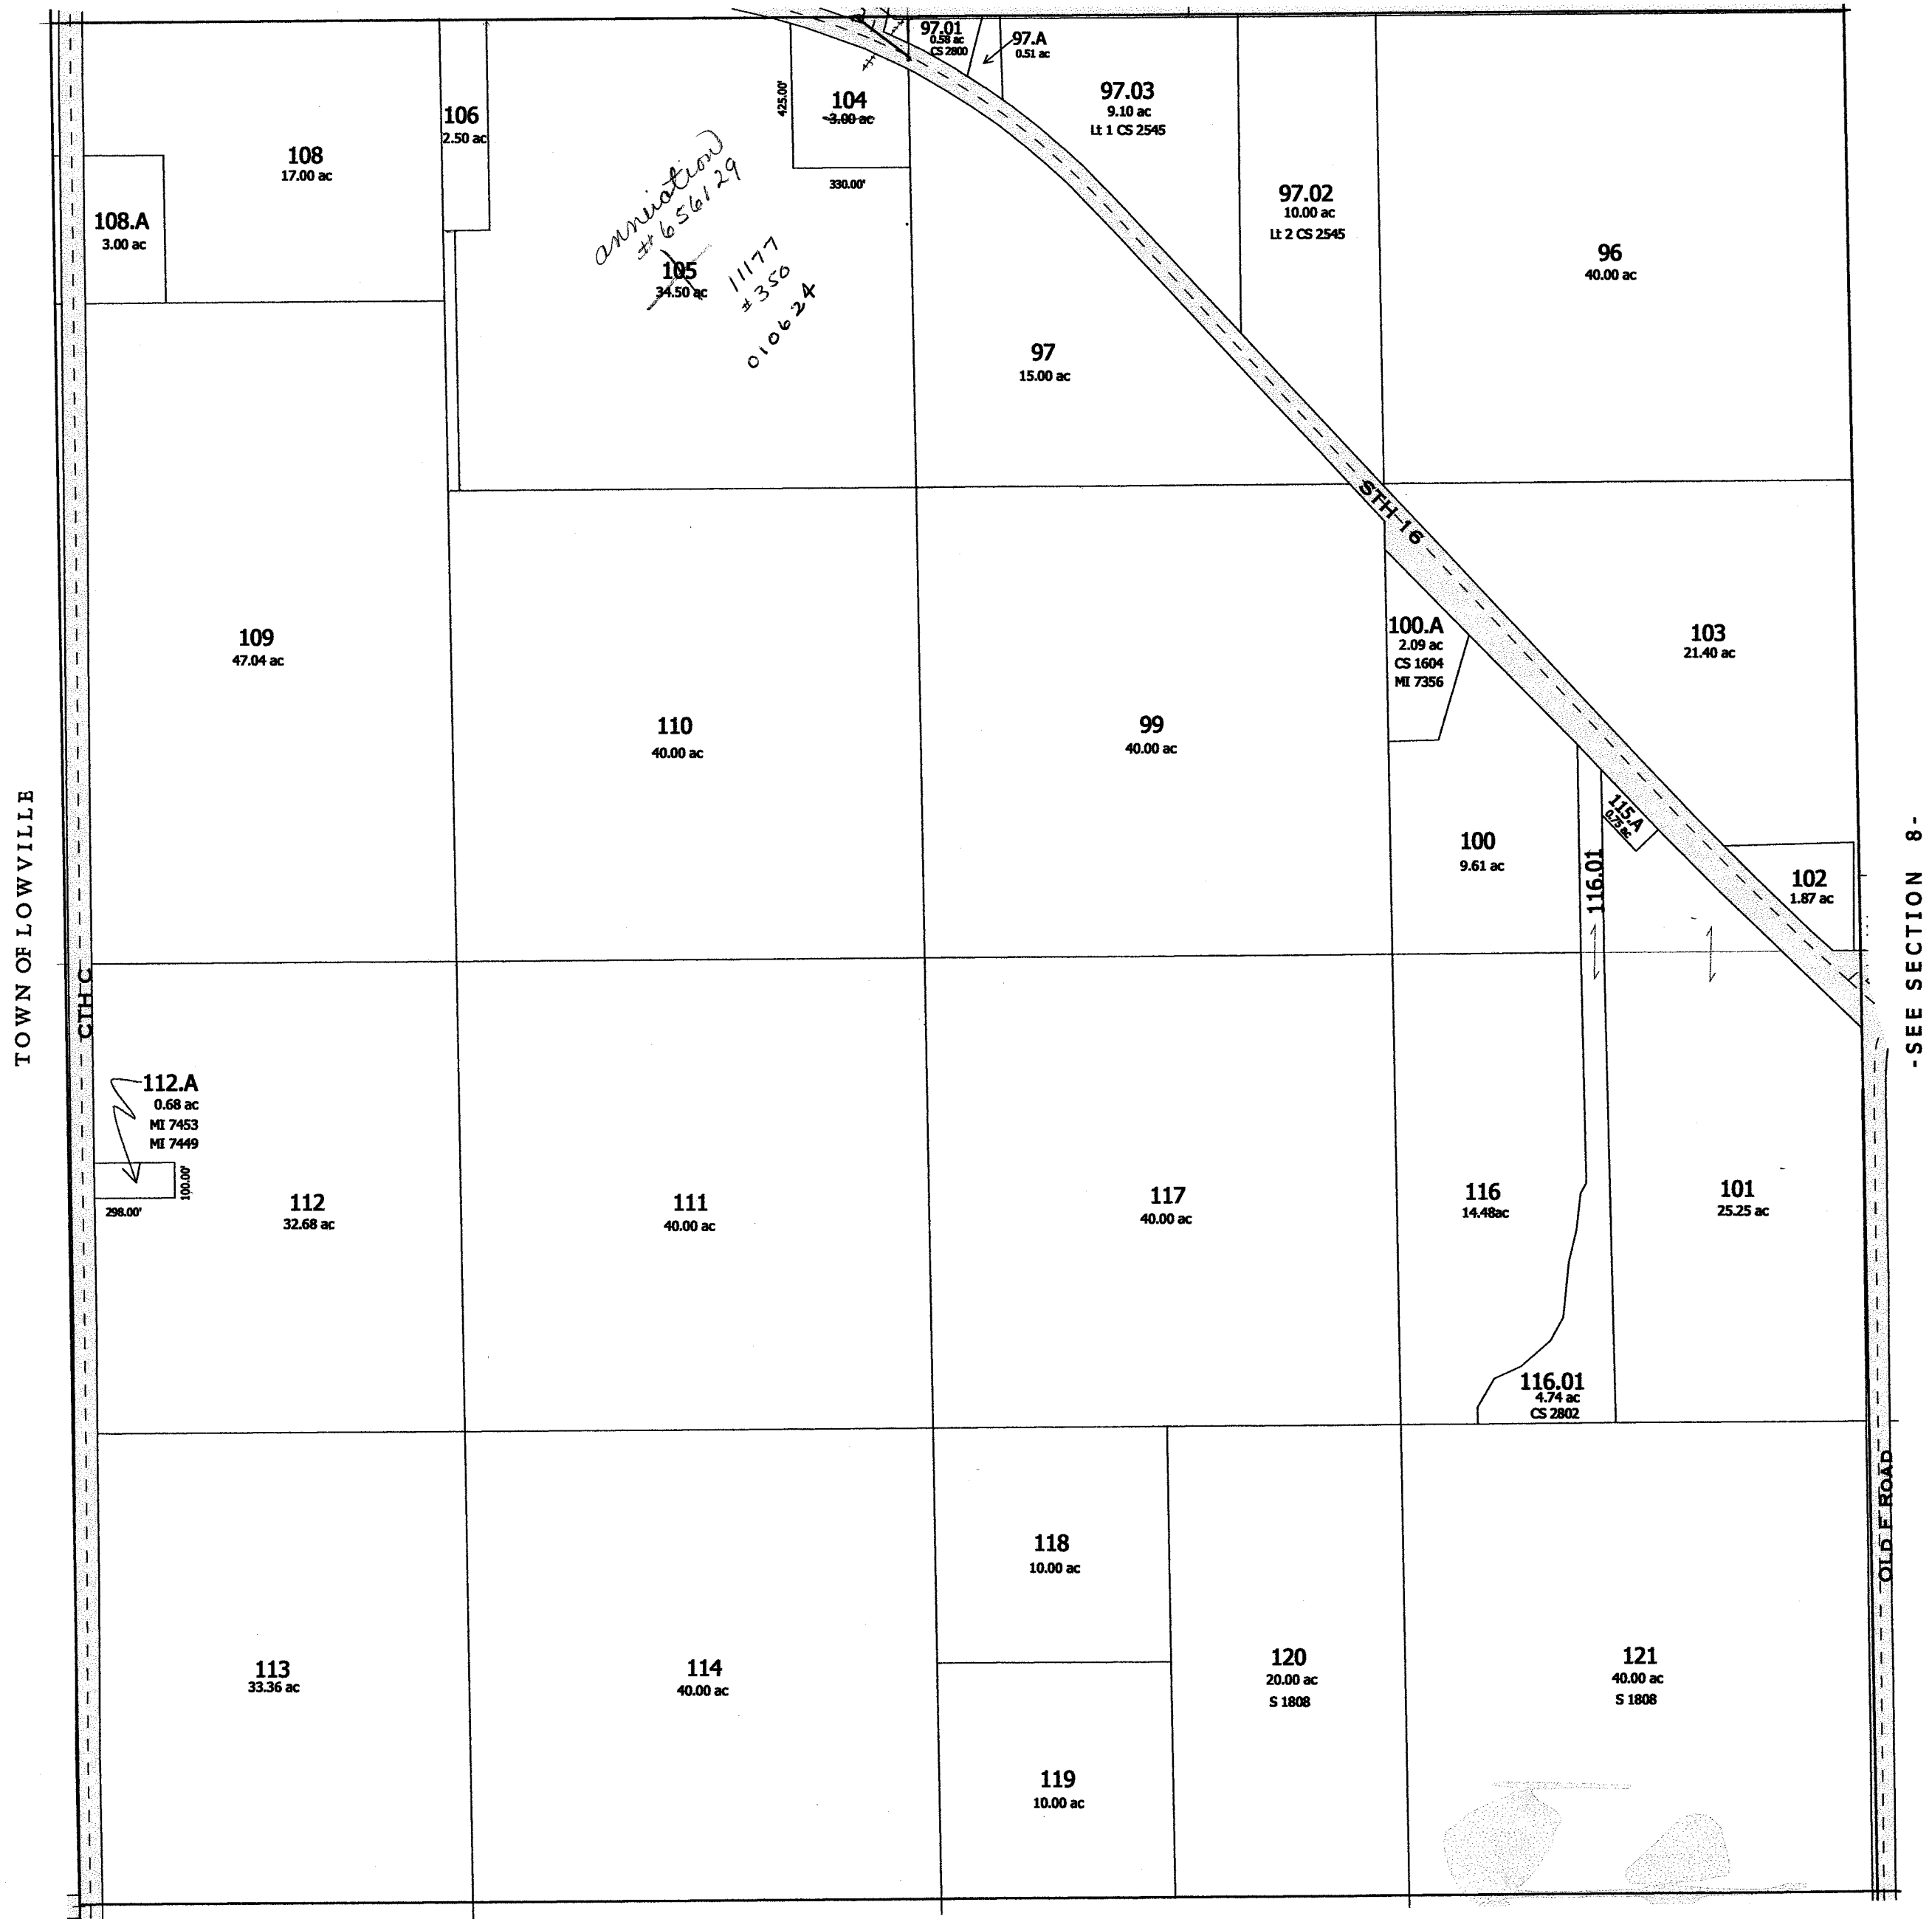 97.01
0.58 ac
CS 2800
97.A
0.51 ac
97.03
9.10 ac
Lt 1 CS 2545
106
2.50 ac
425.00'
104
3.00 ac
330.00'
108
17.00 ac
108.A
3.00 ac
97.02
10.00 ac
Lt 2 CS 2545
96
40.00 ac
# 656129
105
34.50 ac
11177
# 350
010624
97
15.00 ac
STH 16
109
47.04 ac
100.A
2.09 ac
CS 1604
MI 7356
103
21.40 ac
110
40.00 ac
99
40.00 ac
115.A
0.75 ac
100
9.61 ac
116.01
102
1.87 ac
TOWN OF LOWVILLE
-SEE SECTION 8-
CTH C
112.A
0.68 ac
MI 7453
MI 7449
100.00'
298.00'
112
32.68 ac
111
40.00 ac
117
40.00 ac
116
14.48ac
101
25.25 ac
116.01
4.74 ac
CS 2802
OLD F ROAD
118
10.00 ac
113
33.36 ac
114
40.00 ac
120
20.00 ac
S 1808
121
40.00 ac
S 1808
119
10.00 ac